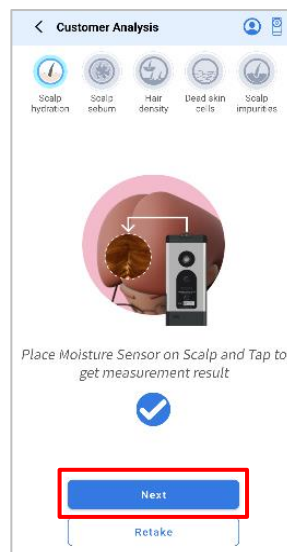 Customer Analysis
Scalp hydration
Scalp sebum
Hair density
Dead skin cells
Scalp impurities
Place Moisture Sensor on Scalp and Tap to
get measurement result
Next
Retake